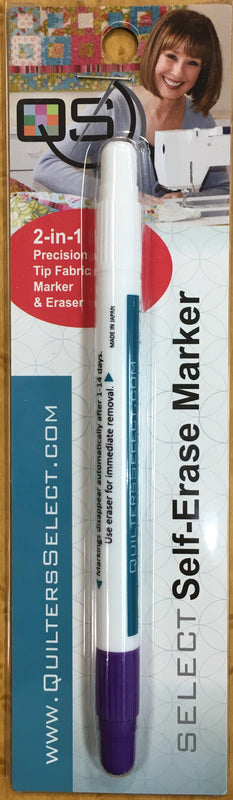 QS
2-in-1
Precision
Tip Fabric
Marker
& Eraser
MADE IN JAPAN
Markings disappear automatically after 1-14 days.
Use eraser for immediate removal.
QUILTERSSELECT.COM
WWW.QUILTERSSELECT.COM
SELECT Self-Erase Marker